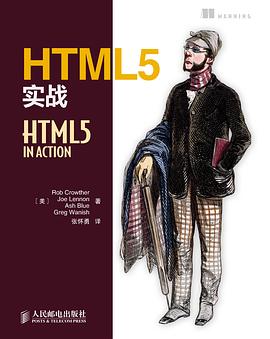 MANNING
HTML5
实战
HTML5
IN ACTION
Rob Crowther
[美] Joe Lennon 著
Ash Blue
Greg Wanish
张怀勇 译
人民邮电出版社
POSTS & TELECOM PRESS